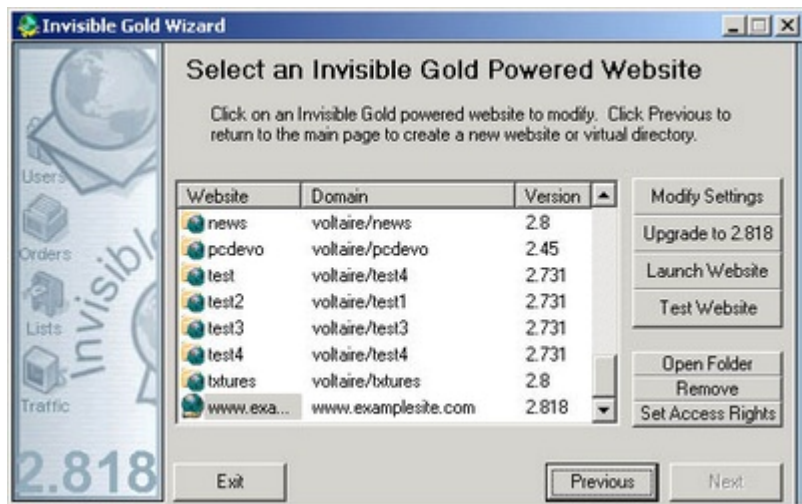 Invisible Gold Wizard
Select an Invisible Gold Powered Website
Click on an Invisible Gold powered website to modify. Click Previous to
return to the main page to create a new website or virtual directory.
Users
Orders
Lists
Traffic
Invisible
2.818
Website Domain Version
news voltaire/news 2.8
pcdevo voltaire/pcdevo 2.45
test voltaire/test4 2.731
test2 voltaire/test1 2.731
test3 voltaire/test3 2.731
test4 voltaire/test4 2.731
txtures voltaire/txtures 2.8
www.exa... www.examplesite.com 2.818
Modify Settings
Upgrade to 2.818
Launch Website
Test Website
Open Folder
Remove
Set Access Rights
Exit
Previous
Next